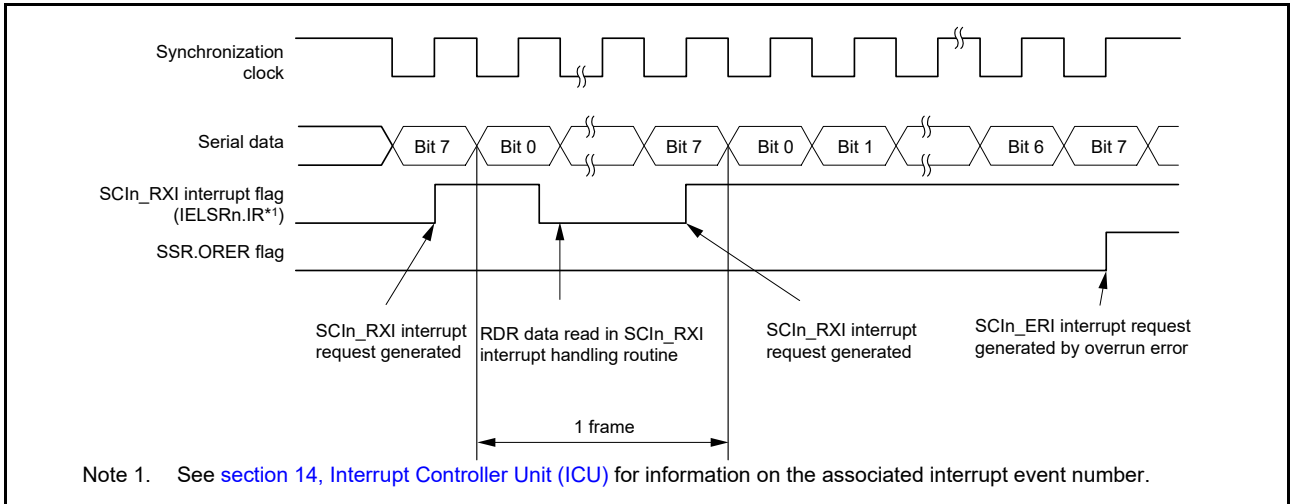 Synchronization
clock
Serial data
Bit 7
Bit 0
Bit 7
Bit 0
Bit 1
Bit 6
Bit 7
SCIn_RXI interrupt flag
(IELSRn.IR*1)
SSR.ORER flag
SCIn_RXI interrupt
request generated
RDR data read in SCIn_RXI
interrupt handling routine
SCIn_RXI interrupt
request generated
SCIn_ERI interrupt request
generated by overrun error
1 frame
Note 1. See section 14, Interrupt Controller Unit (ICU) for information on the associated interrupt event number.